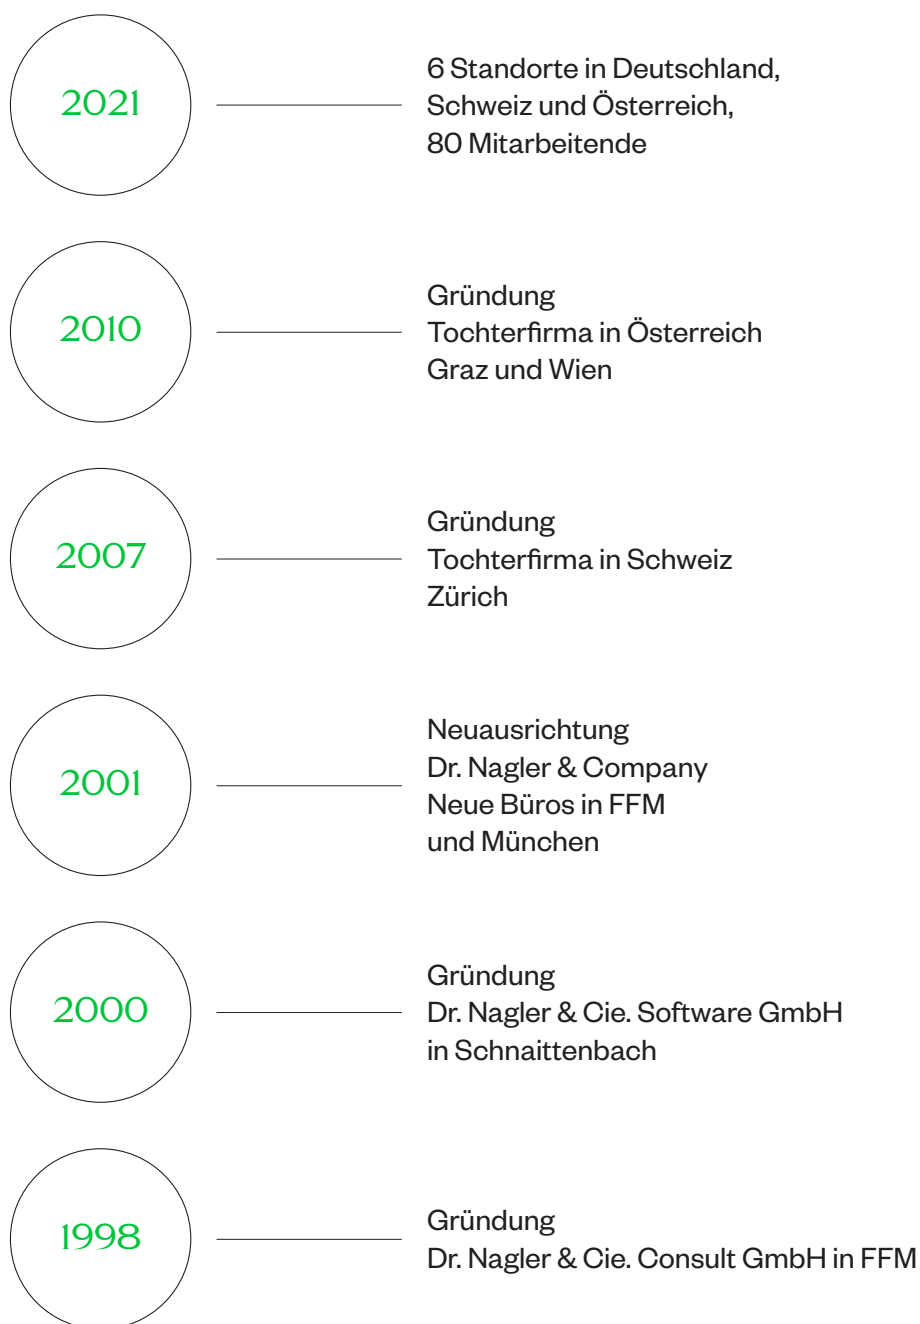 2021
6 Standorte in Deutschland,
Schweiz und Österreich,
80 Mitarbeitende
2010
Gründung
Tochterfirma in Österreich
Graz und Wien
2007
Gründung
Tochterfirma in Schweiz
Zürich
2001
Neuausrichtung
Dr. Nagler & Company
Neue Büros in FFM
und München
2000
Gründung
Dr. Nagler & Cie. Software GmbH
in Schnaittenbach
1998
Gründung
Dr. Nagler & Cie. Consult GmbH in FFM